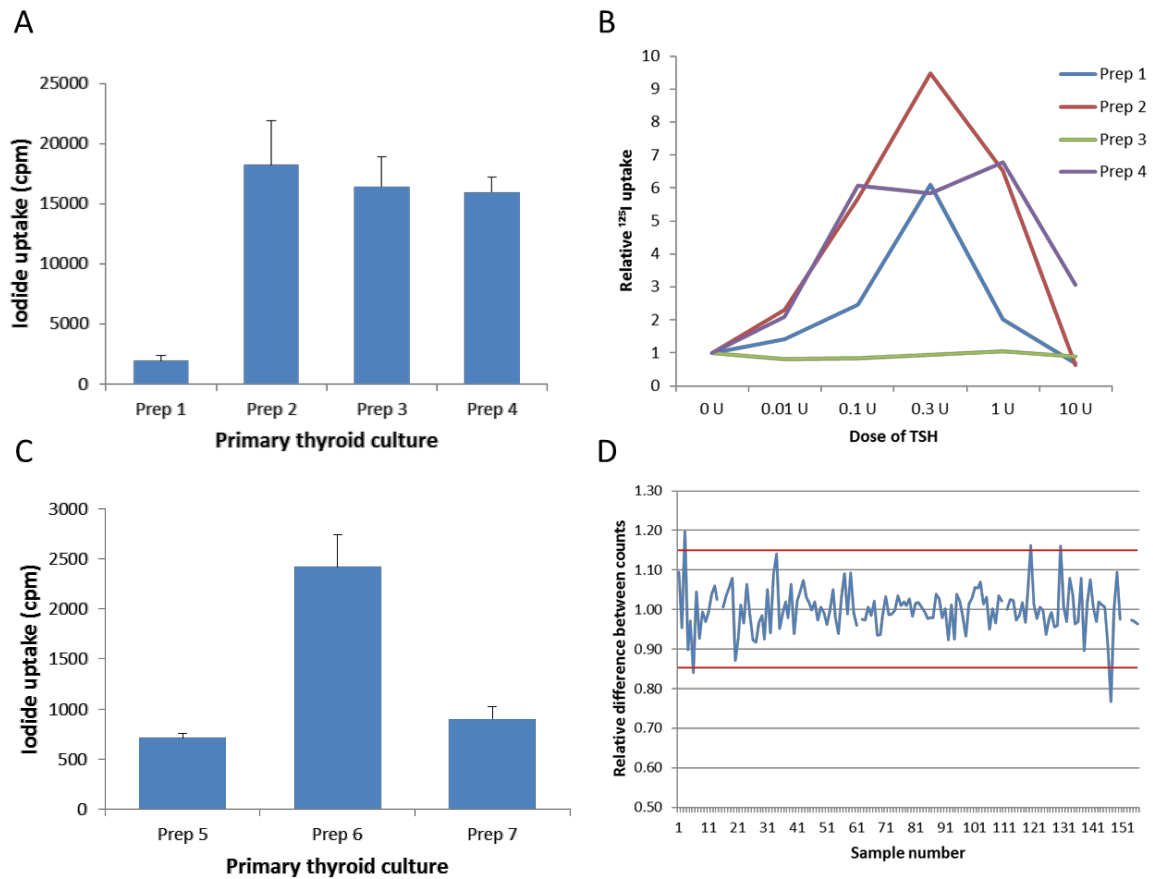 A
25000
20000
15000
10000
5000
0
Iodide uptake (cpm)
Prep 1 Prep 2 Prep 3 Prep 4
Primary thyroid culture
B
10
9
8
7
6
5
4
3
2
1
0
Relative ¹²⁵I uptake
Prep 1
Prep 2
Prep 3
Prep 4
0 U 0.01 U 0.1 U 0.3 U 1 U 10 U
Dose of TSH
C
3000
2500
2000
1500
1000
500
0
Iodide uptake (cpm)
Prep 5 Prep 6 Prep 7
Primary thyroid culture
D
1.30
1.20
1.10
1.00
0.90
0.80
0.70
0.60
0.50
Relative difference between counts
1 11 21 31 41 51 61 71 81 91 101 111 121 131 141 151
Sample number